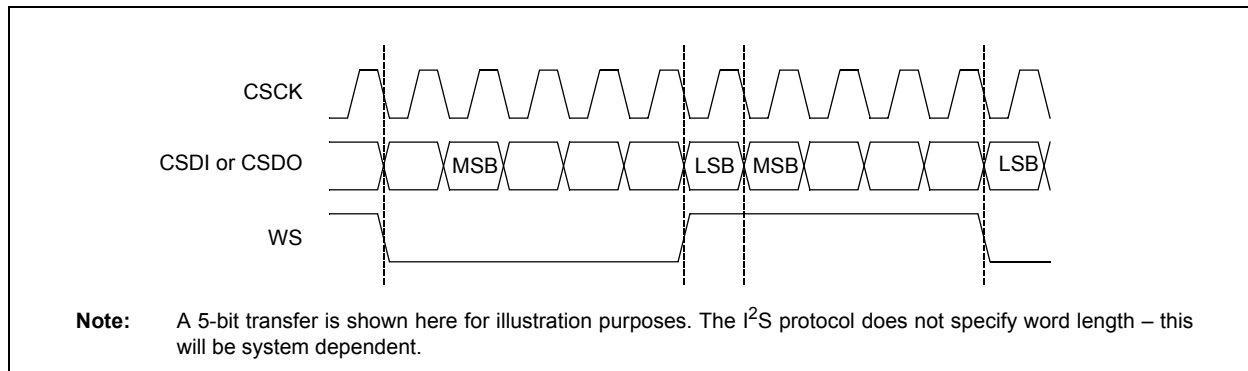 CSCK
CSDI or CSDO
MSB
LSB
MSB
LSB
WS
Note: A 5-bit transfer is shown here for illustration purposes. The I²S protocol does not specify word length – this
will be system dependent.